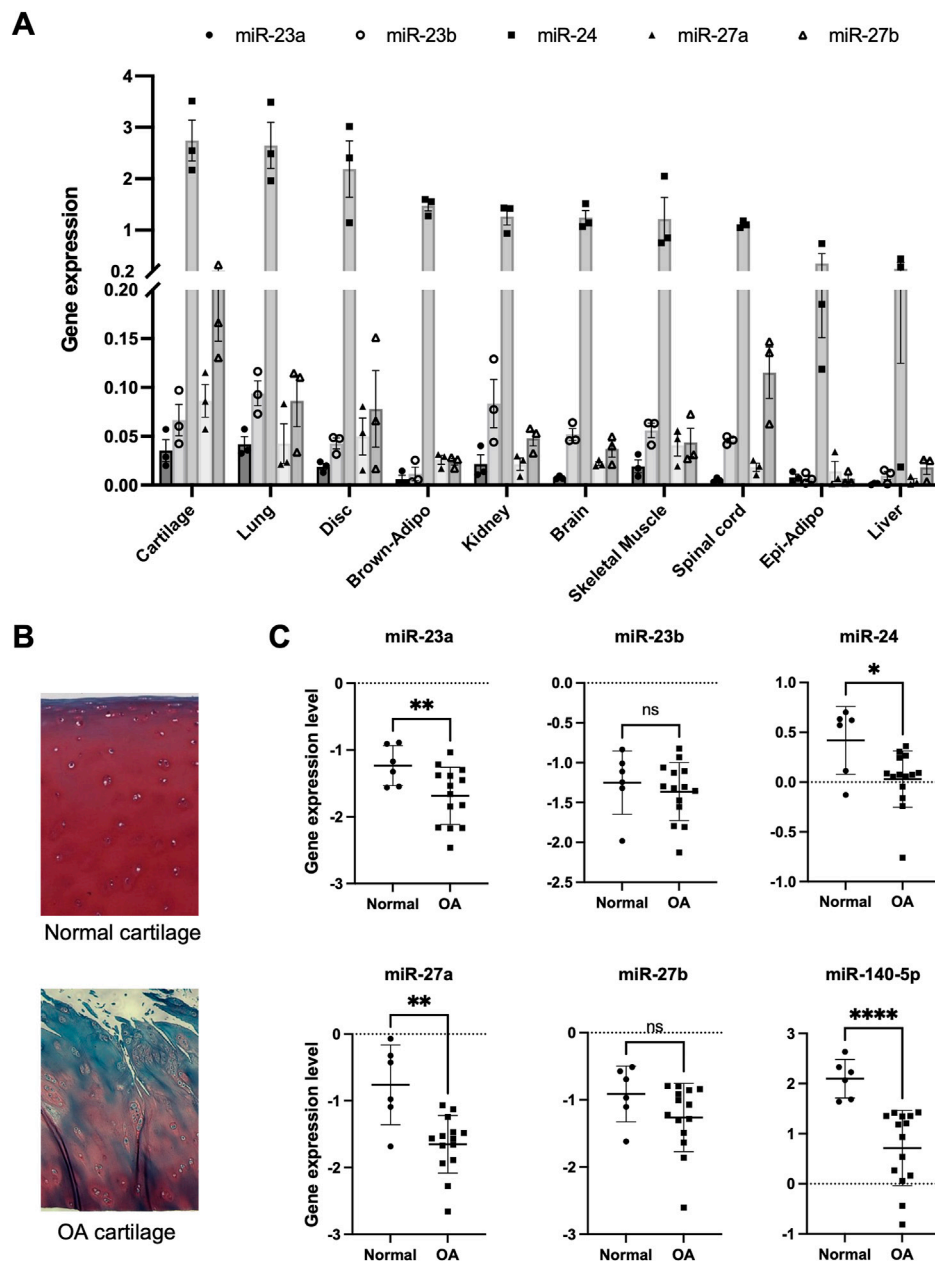 A
miR-23a miR-23b miR-24 miR-27a miR-27b
Gene expression
4
3
2
1
0.2
0.20
0.15
0.10
0.05
0.00
Cartilage Lung Disc Brown-Adipo Kidney Brain Skeletal Muscle Spinal cord Epi-Adipo Liver
B
Normal cartilage
OA cartilage
C
miR-23a
Gene expression level
0
-1
-2
-3
**
Normal OA
miR-23b
0.0
-0.5
-1.0
-1.5
-2.0
-2.5
ns
Normal OA
miR-24
1.0
0.5
0.0
-0.5
-1.0
*
Normal OA
miR-27a
Gene expression level
**
0
-1
-2
-3
Normal OA
miR-27b
ns
0
-1
-2
-3
Normal OA
miR-140-5p
****
3
2
1
0
-1
Normal OA